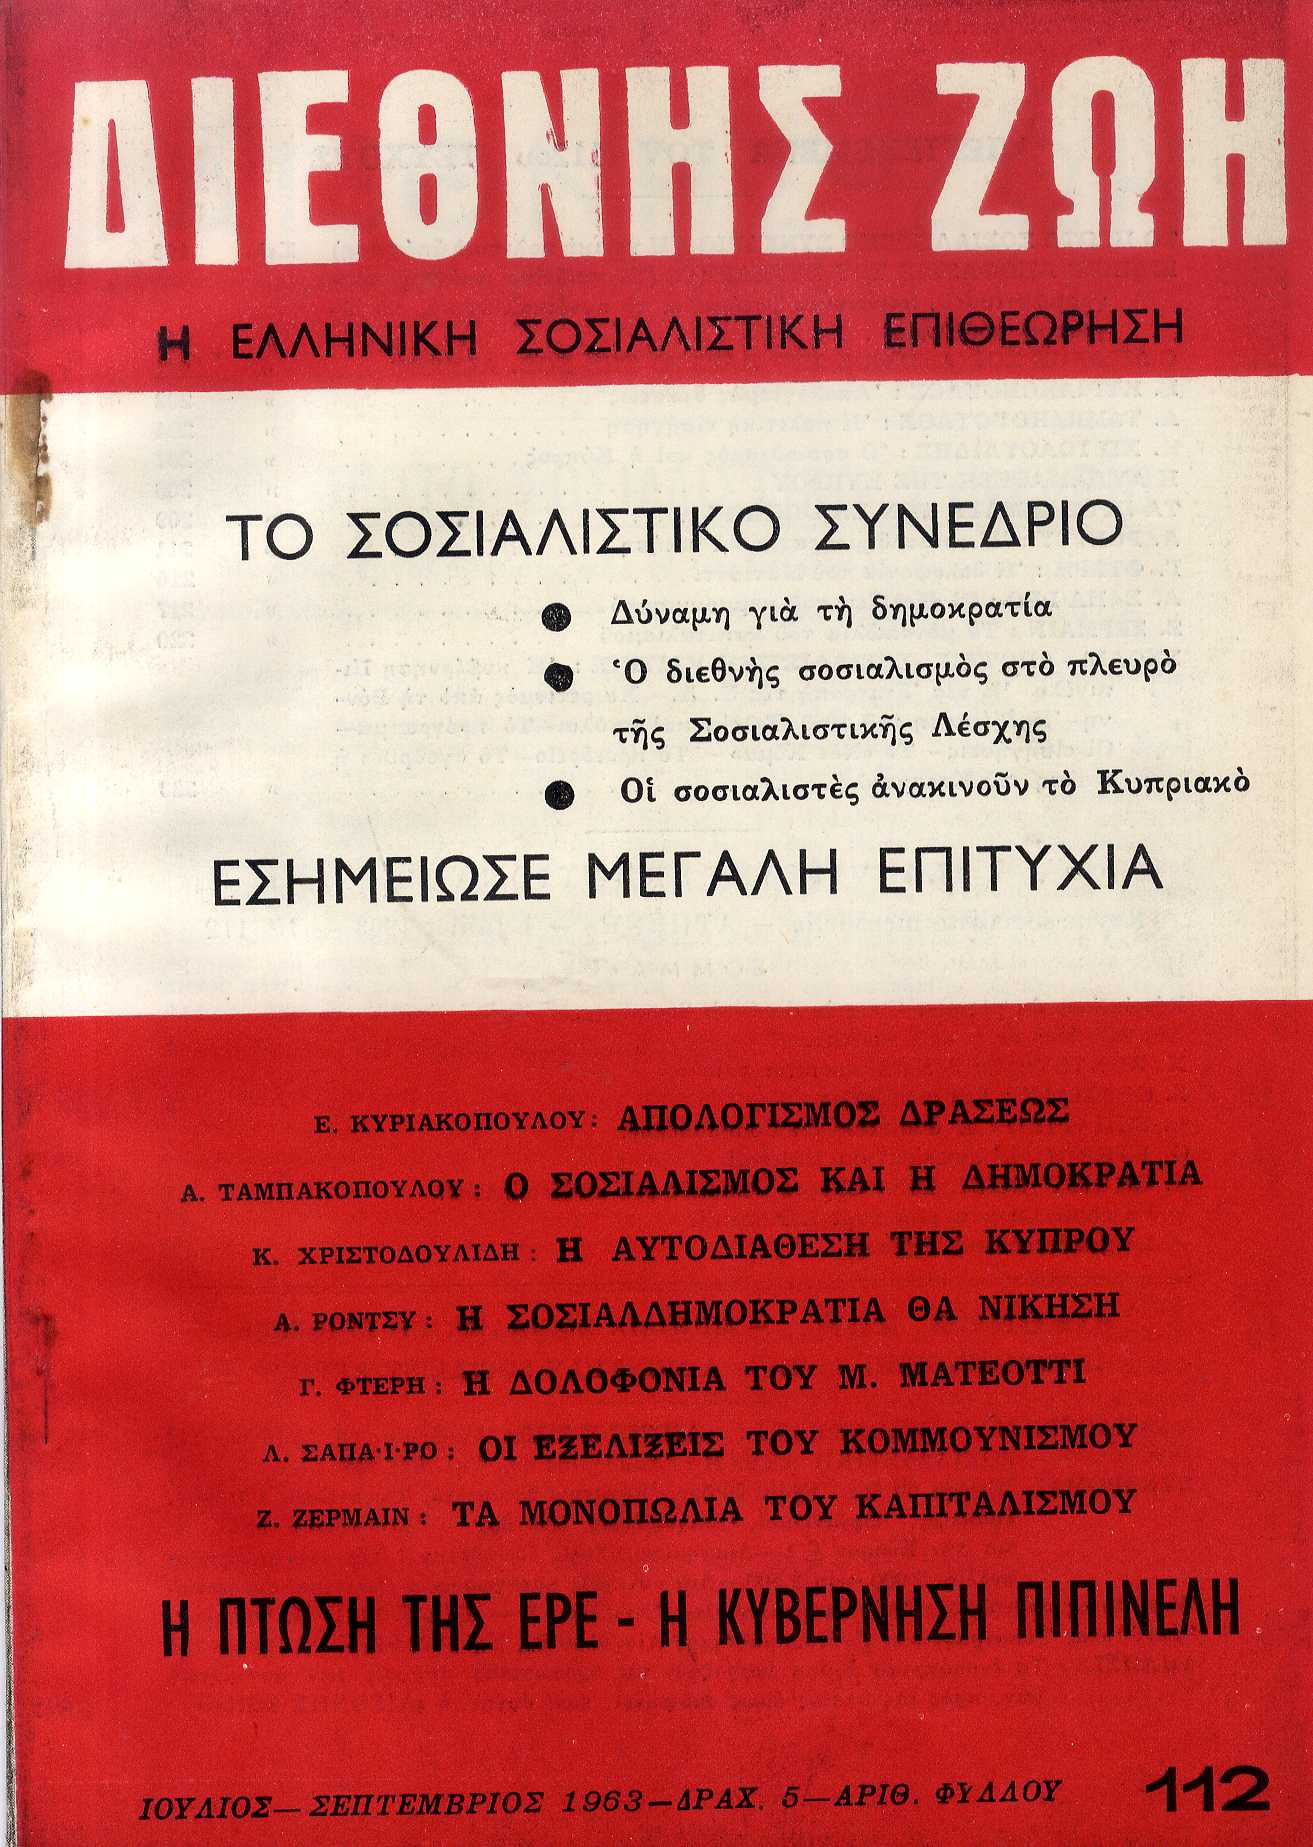 ΔΙΕΘΝΗΣ ΖΩΗ
Η ΕΛΛΗΝΙΚΗ ΣΟΣΙΑΛΙΣΤΙΚΗ ΕΠΙΘΕΩΡΗΣΗ
ΤΟ ΣΟΣΙΑΛΙΣΤΙΚΟ ΣΥΝΕΔΡΙΟ
● Δύναμη γιὰ τὴ δημοκρατία
● Ὁ διεθνὴς σοσιαλισμὸς στὸ πλευρὸ
τῆς Σοσιαλιστικῆς Λέσχης
● Οἱ σοσιαλιστὲς ἀνακινοῦν τὸ Κυπριακὸ
ΕΣΗΜΕΙΩΣΕ ΜΕΓΑΛΗ ΕΠΙΤΥΧΙΑ
Ε. ΚΥΡΙΑΚΟΠΟΥΛΟΥ: ΑΠΟΛΟΓΙΣΜΟΣ ΔΡΑΣΕΩΣ
Α. ΤΑΜΠΑΚΟΠΟΥΛΟΥ: Ο ΣΟΣΙΑΛΙΣΜΟΣ ΚΑΙ Η ΔΗΜΟΚΡΑΤΙΑ
Κ. ΧΡΙΣΤΟΔΟΥΛΙΔΗ: Η ΑΥΤΟΔΙΑΘΕΣΗ ΤΗΣ ΚΥΠΡΟΥ
Α. ΡΟΝΤΣΥ: Η ΣΟΣΙΑΛΔΗΜΟΚΡΑΤΙΑ ΘΑ ΝΙΚΗΣΗ
Γ. ΦΤΕΡΗ: Η ΔΟΛΟΦΟΝΙΑ ΤΟΥ Μ. ΜΑΤΕΟΤΤΙ
Λ. ΣΑΠΑ·Ι·ΡΟ: ΟΙ ΕΞΕΛΙΞΕΙΣ ΤΟΥ ΚΟΜΜΟΥΝΙΣΜΟΥ
Ζ. ΖΕΡΜΑΙΝ: ΤΑ ΜΟΝΟΠΩΛΙΑ ΤΟΥ ΚΑΠΙΤΑΛΙΣΜΟΥ
Η ΠΤΩΣΗ ΤΗΣ ΕΡΕ - Η ΚΥΒΕΡΝΗΣΗ ΠΙΠΙΝΕΛΗ
ΙΟΥΛΙΟΣ—ΣΕΠΤΕΜΒΡΙΟΣ 1963—ΔΡΑΧ. 5—ΑΡΙΘ. ΦΥΛΛΟΥ 112